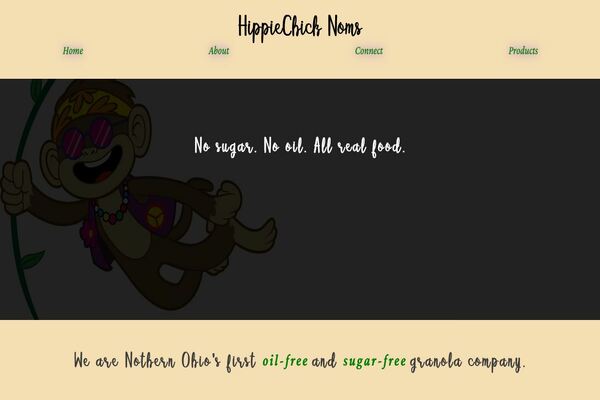 HippieChick Noms
Home About Connect Products
No sugar. No oil. All real food.
We are Nothern Ohio's first oil-free and sugar-free granola company.